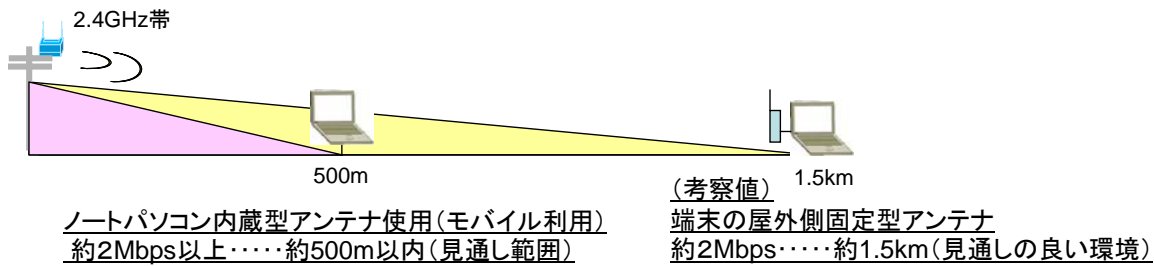 2.4GHz帯
500m
1.5km
ノートパソコン内蔵型アンテナ使用(モバイル利用)
約2Mbps以上・・・・・約500m以内(見通し範囲)
(考察値)
端末の屋外側固定型アンテナ
約2Mbps・・・・・約1.5km(見通しの良い環境)